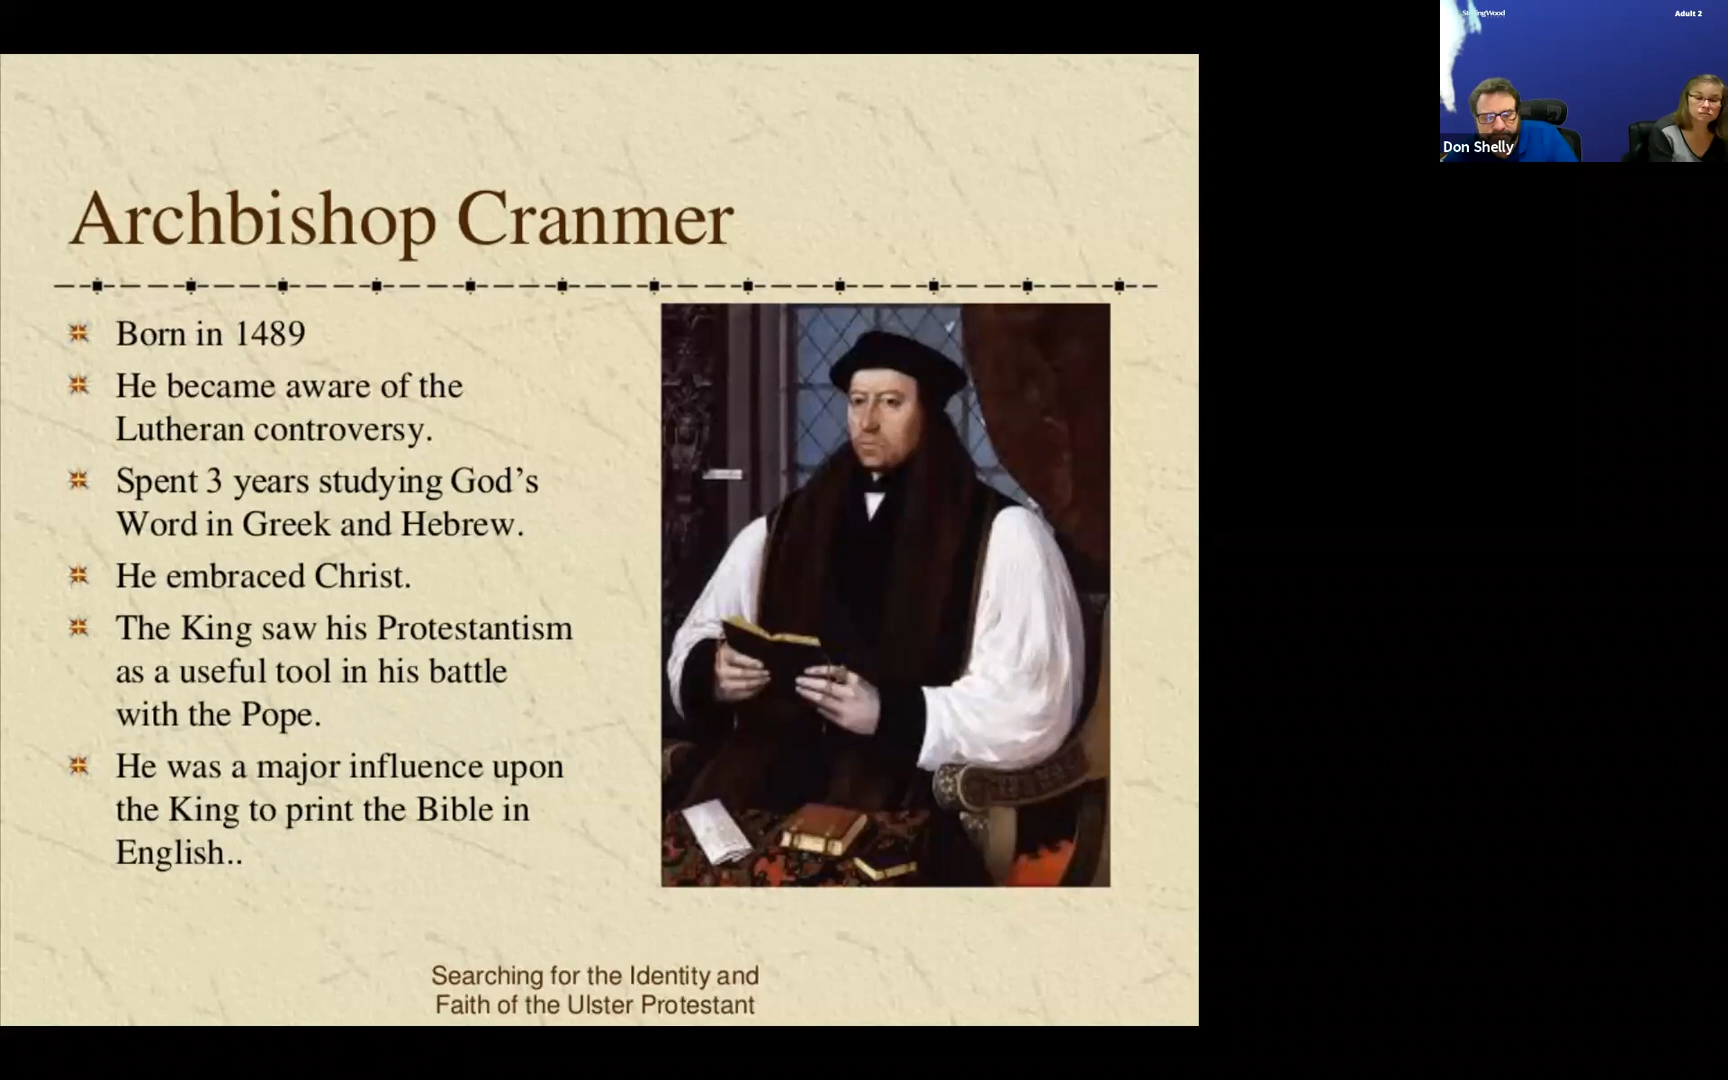 Archbishop Cranmer
Born in 1489
He became aware of the
Lutheran controversy.
Spent 3 years studying God’s
Word in Greek and Hebrew.
He embraced Christ.
The King saw his Protestantism
as a useful tool in his battle
with the Pope.
He was a major influence upon
the King to print the Bible in
English..
Searching for the Identity and
Faith of the Ulster Protestant
Adult 2
Don Shelly